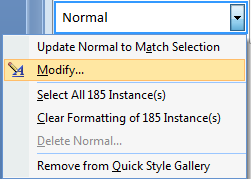 Normal
Update Normal to Match Selection
Modify...
Select All 185 Instance(s)
Clear Formatting of 185 Instance(s)
Delete Normal...
Remove from Quick Style Gallery